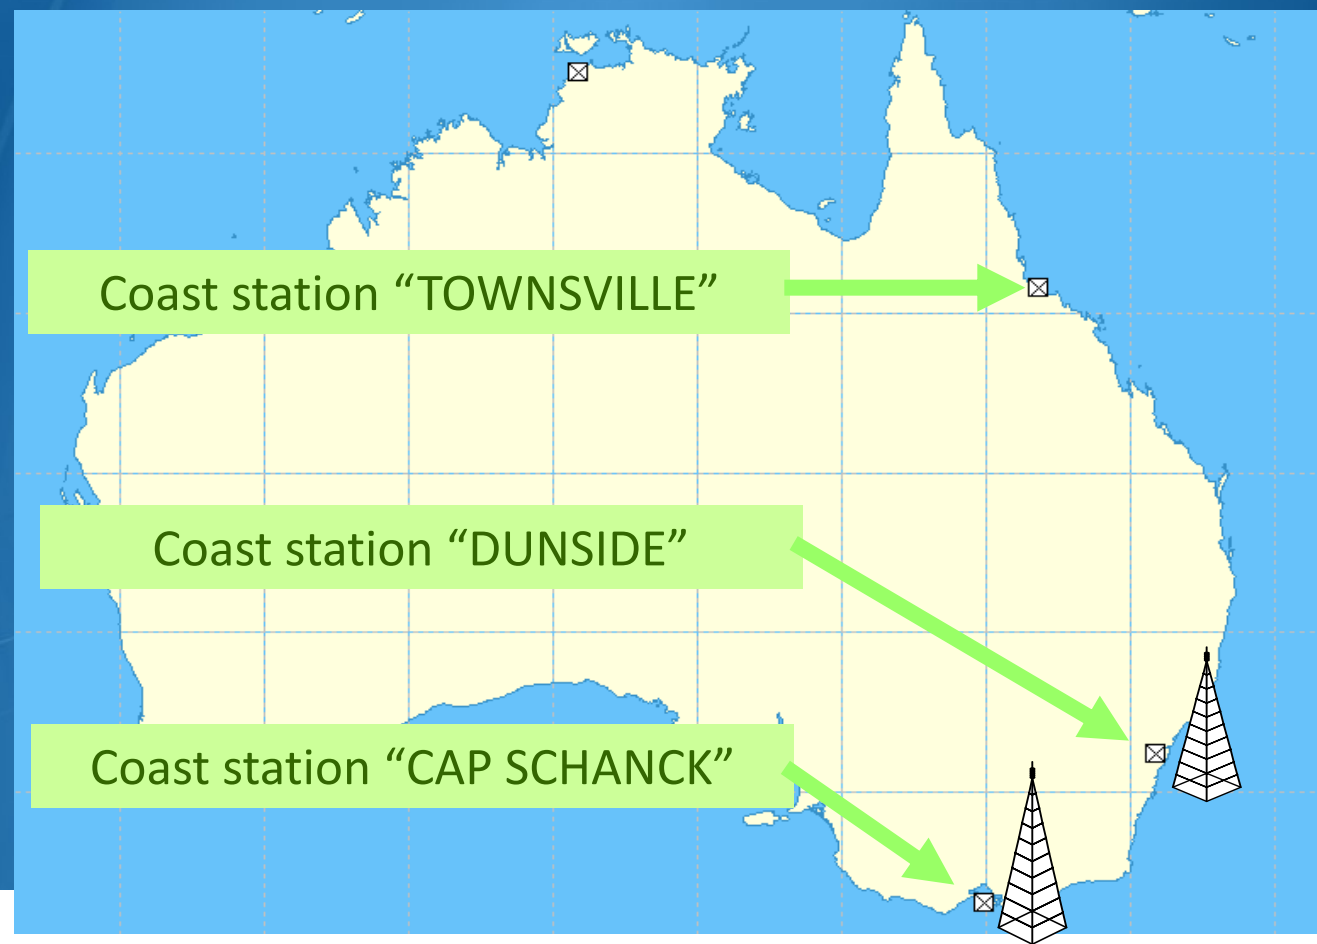 Coast station “TOWNSVILLE”
Coast station “DUNSIDE”
Coast station “CAP SCHANCK”